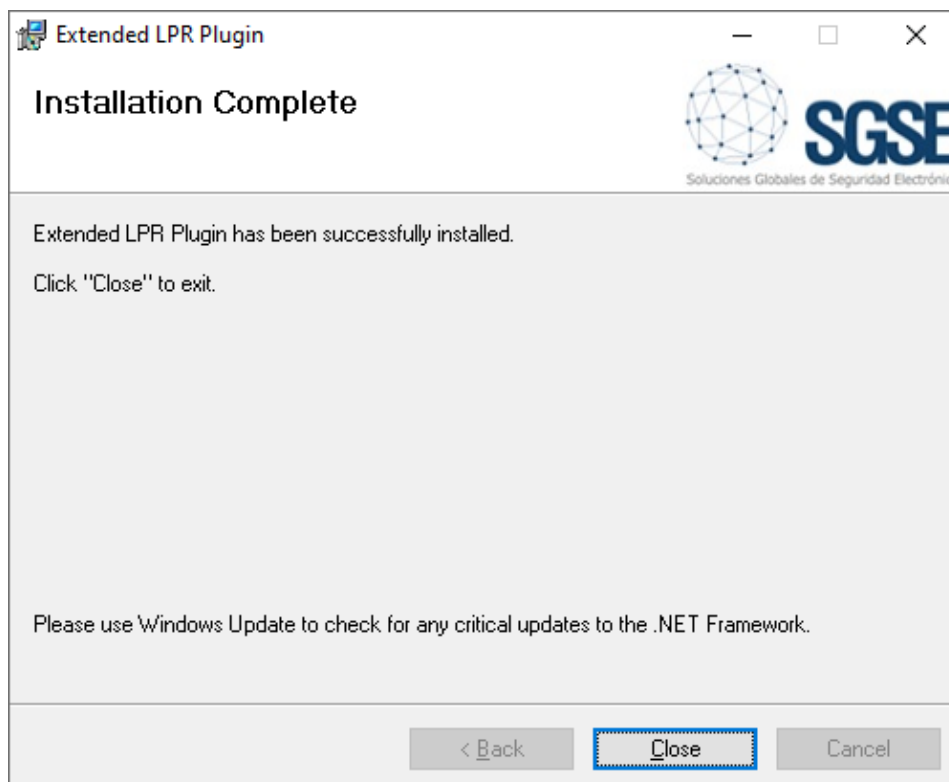 Extended LPR Plugin
Installation Complete
SGSE
Soluciones Globales de Seguridad Electróni
Extended LPR Plugin has been successfully installed.
Click "Close" to exit.
Please use Windows Update to check for any critical updates to the .NET Framework.
< Back
Close
Cancel